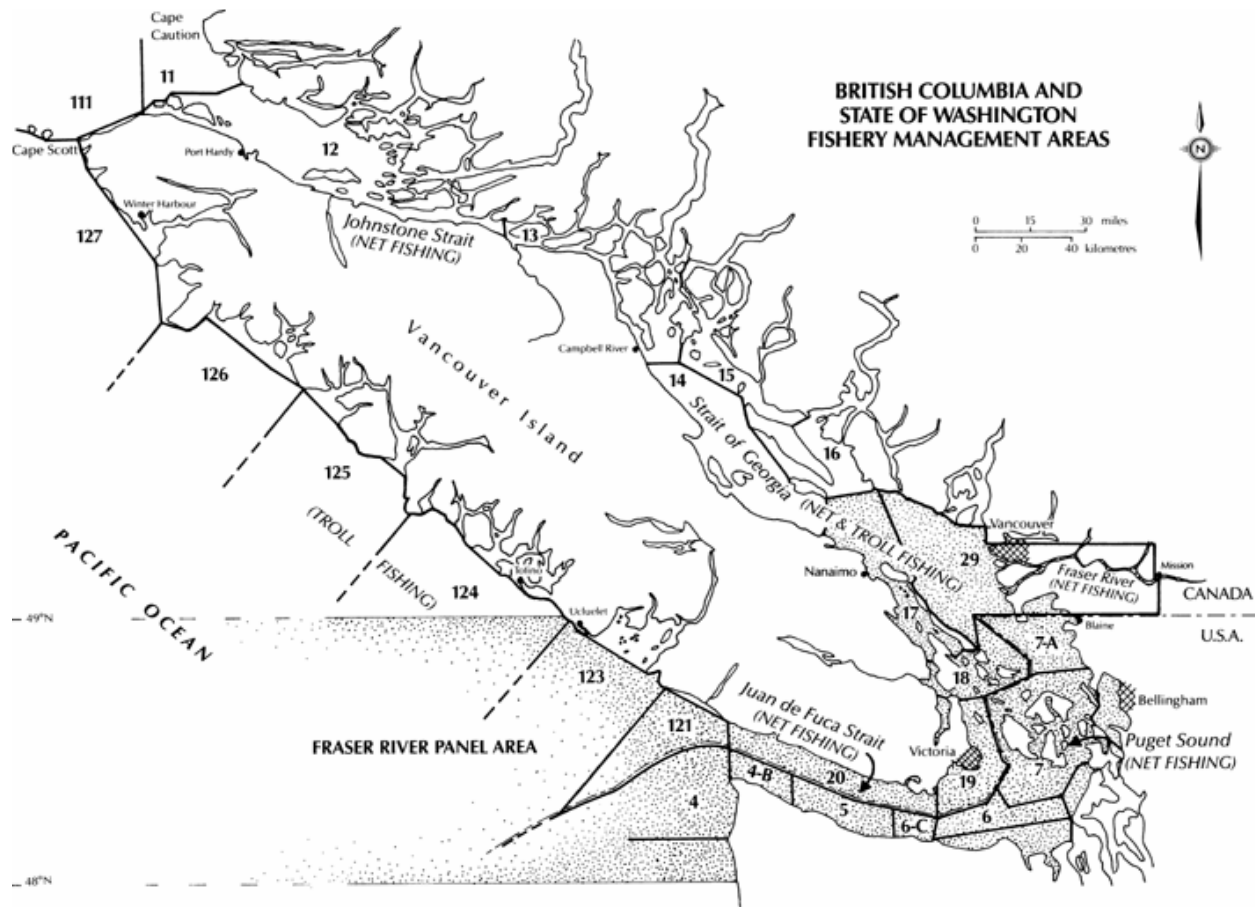 Cape
Caution
11
111
BRITISH COLUMBIA AND
STATE OF WASHINGTON
FISHERY MANAGEMENT AREAS
N
Cape Scott
Port Hardy
12
0 15 30 miles
0 20 40 kilometres
Winter Harbour
127
Johnstone Strait
(NET FISHING)
13
Vancouver Island
Campbell River
126
14
15
Strait of Georgia
(NET & TROLL FISHING)
16
125
(TROLL
FISHING)
PACIFIC OCEAN
Vancouver
29
Nanaimo
Fraser River
(NET FISHING)
Mission
CANADA
124
Tofino
Ucluelet
17
49°N
Blaine
U.S.A.
7-A
123
18
Bellingham
121
Juan de Fuca Strait
(NET FISHING)
FRASER RIVER PANEL AREA
Victoria
Puget Sound
(NET FISHING)
7
4-B
20
19
4
5
6-C
6
48°N